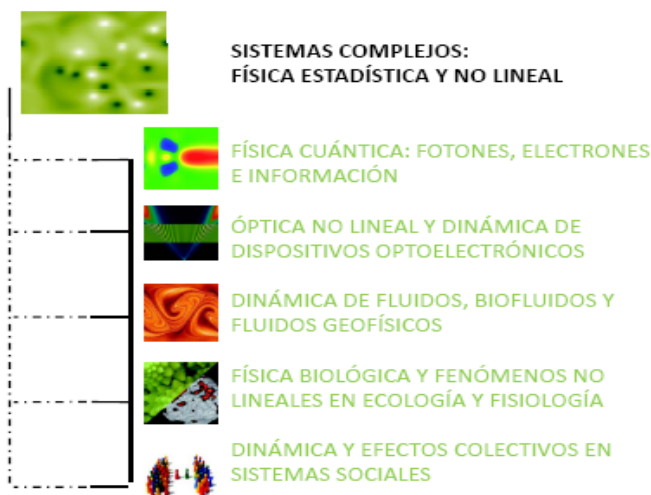 SISTEMAS COMPLEJOS:
FÍSICA ESTADÍSTICA Y NO LINEAL
FÍSICA CUÁNTICA: FOTONES, ELECTRONES
E INFORMACIÓN
ÓPTICA NO LINEAL Y DINÁMICA DE
DISPOSITIVOS OPTOELECTRÓNICOS
DINÁMICA DE FLUIDOS, BIOFLUIDOS Y
FLUIDOS GEOFÍSICOS
FÍSICA BIOLÓGICA Y FENÓMENOS NO
LINEALES EN ECOLOGÍA Y FISIOLOGÍA
DINÁMICA Y EFECTOS COLECTIVOS EN
SISTEMAS SOCIALES